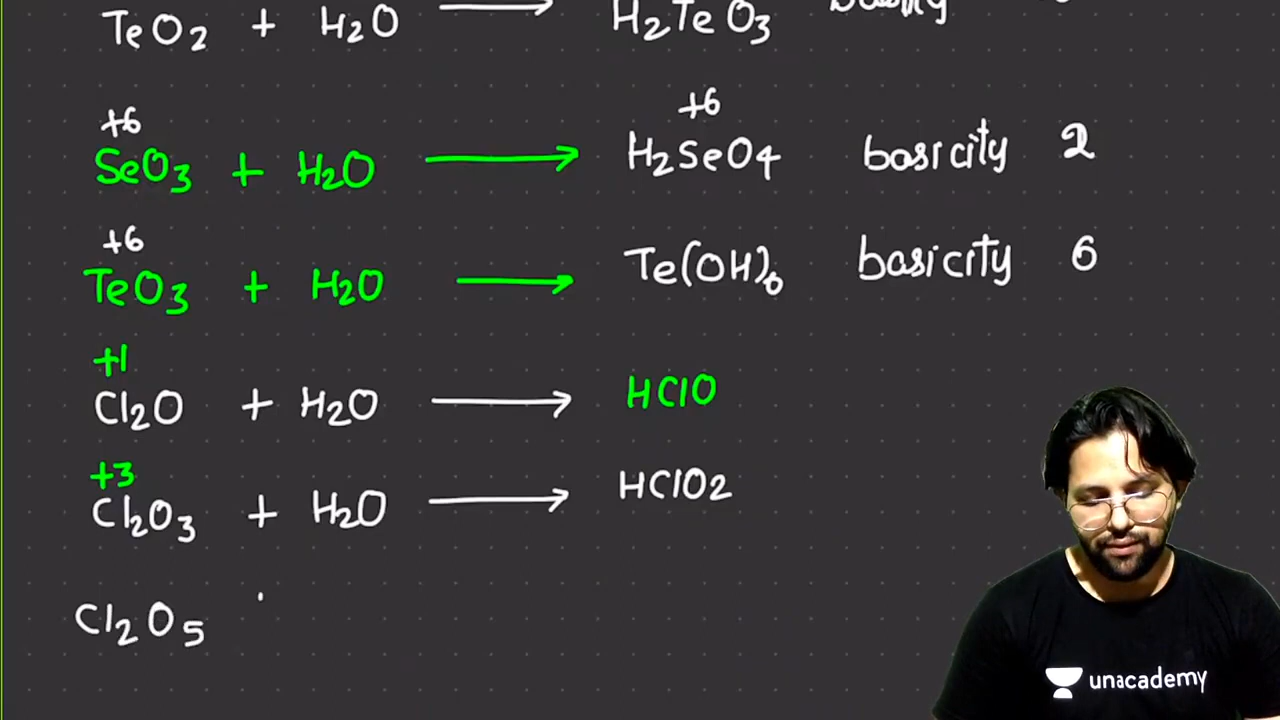 TeO2 + H2O ⟶ H2TeO3
+6 +6
SeO3 + H2O ⟶ H2SeO4 basicity 2
+6
TeO3 + H2O ⟶ Te(OH)6 basicity 6
+1
Cl2O + H2O ⟶ HClO
+3
Cl2O3 + H2O ⟶ HClO2
Cl2O5
unacademy